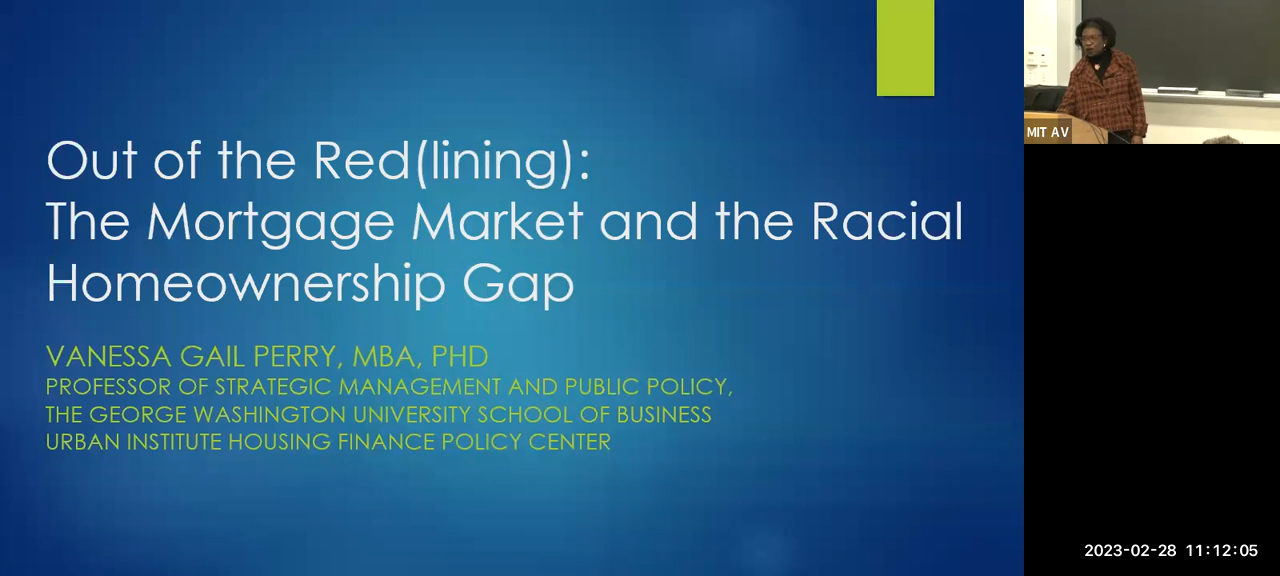 Out of the Red(lining):
The Mortgage Market and the Racial
Homeownership Gap
VANESSA GAIL PERRY, MBA, PHD
PROFESSOR OF STRATEGIC MANAGEMENT AND PUBLIC POLICY,
THE GEORGE WASHINGTON UNIVERSITY SCHOOL OF BUSINESS
URBAN INSTITUTE HOUSING FINANCE POLICY CENTER
MIT AV
2023-02-28 11:12:05